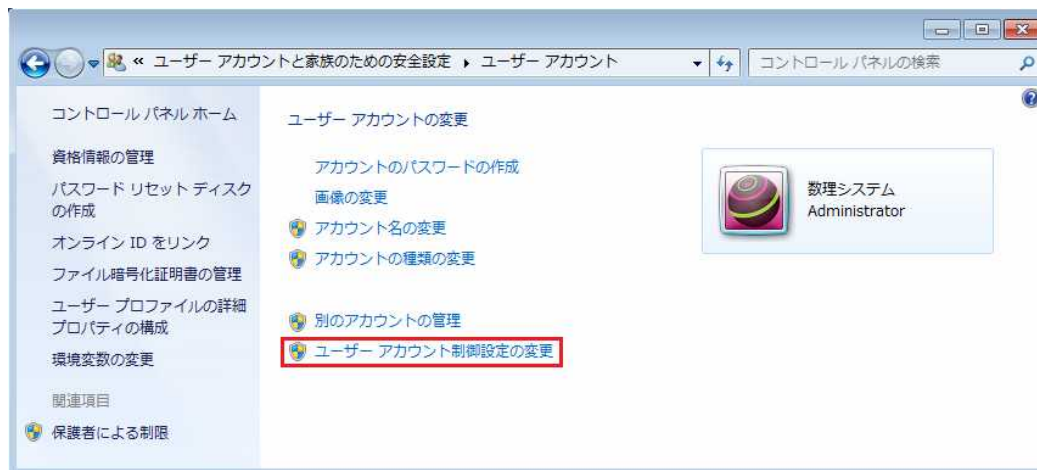 « ユーザー アカウントと家族のための安全設定 ▸ ユーザー アカウント
コントロール パネルの検索
コントロール パネル ホーム
資格情報の管理
パスワード リセット ディスク
の作成
オンライン ID をリンク
ファイル暗号化証明書の管理
ユーザー プロファイルの詳細
プロパティの構成
環境変数の変更
関連項目
保護者による制限
ユーザー アカウントの変更
アカウントのパスワードの作成
画像の変更
アカウント名の変更
アカウントの種類の変更
別のアカウントの管理
ユーザー アカウント制御設定の変更
数理システム
Administrator